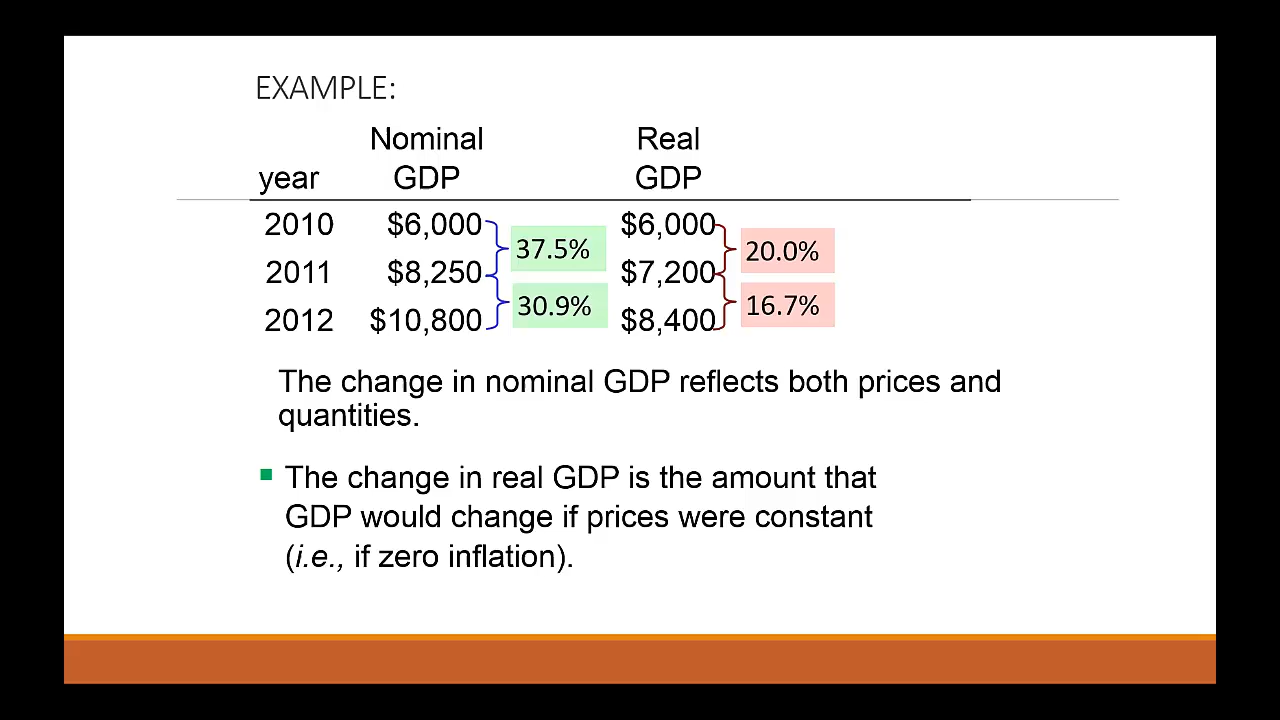 EXAMPLE:
Nominal Real
year GDP GDP
2010 $6,000 $6,000
37.5% 20.0%
2011 $8,250 $7,200
30.9% 16.7%
2012 $10,800 $8,400
The change in nominal GDP reflects both prices and
quantities.
The change in real GDP is the amount that
GDP would change if prices were constant
(i.e., if zero inflation).